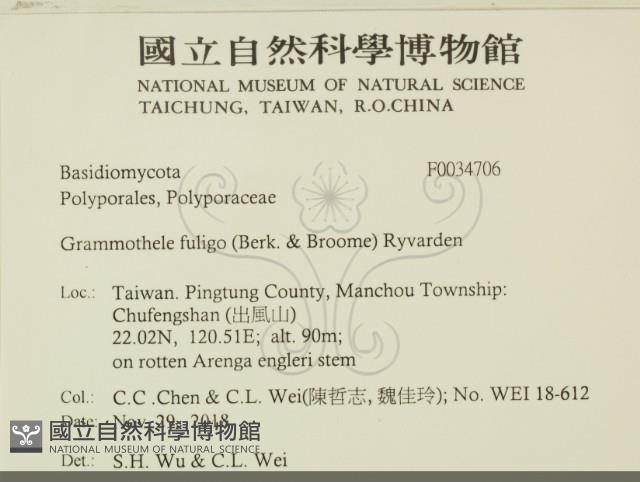 國立自然科學博物館
NATIONAL MUSEUM OF NATURAL SCIENCE
TAICHUNG, TAIWAN, R.O.CHINA
Basidiomycota F0034706
Polyporales, Polyporaceae
Grammothele fuligo (Berk. & Broome) Ryvarden
Loc.: Taiwan. Pingtung County, Manchou Township:
Chufengshan (出風山)
22.02N, 120.51E; alt. 90m;
on rotten Arenga engleri stem
Col.: C.C .Chen & C.L. Wei(陳哲志, 魏佳玲); No. WEI 18-612
Date: Nov. 29, 2018
國立自然科學博物館
NATIONAL MUSEUM OF NATURAL SCIENCE
Det.: S.H. Wu & C.L. Wei